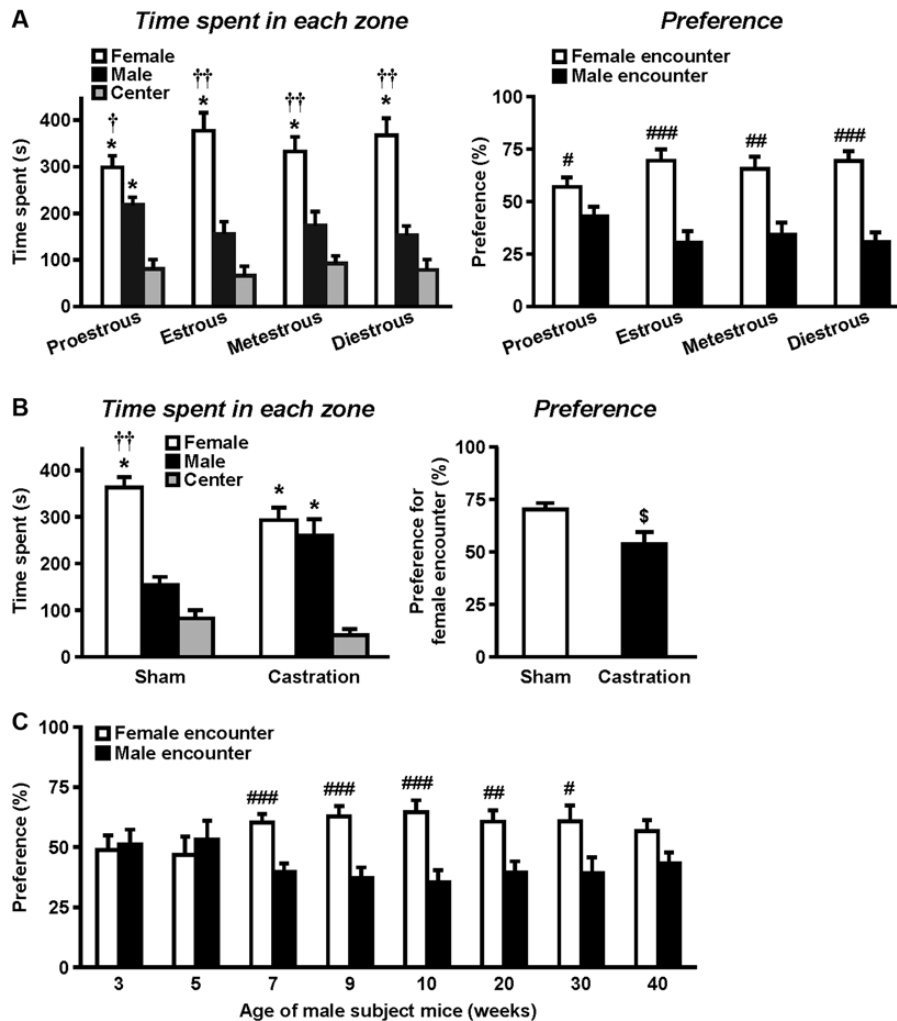 A
Time spent in each zone
Female
Male
Center
Time spent (s)
400
300
200
100
0
†
*
*
††
*
††
*
††
*
Proestrous
Estrous
Metestrous
Diestrous
Preference
Female encounter
Male encounter
Preference (%)
100
75
50
25
0
#
###
##
###
Proestrous
Estrous
Metestrous
Diestrous
B
Time spent in each zone
Female
Male
Center
Time spent (s)
400
300
200
100
0
††
*
*
*
Sham
Castration
Preference
Preference for
female encounter (%)
100
75
50
25
0
$
Sham
Castration
C
Female encounter
Male encounter
Preference (%)
100
75
50
25
0
###
###
###
##
#
3
5
7
9
10
20
30
40
Age of male subject mice (weeks)